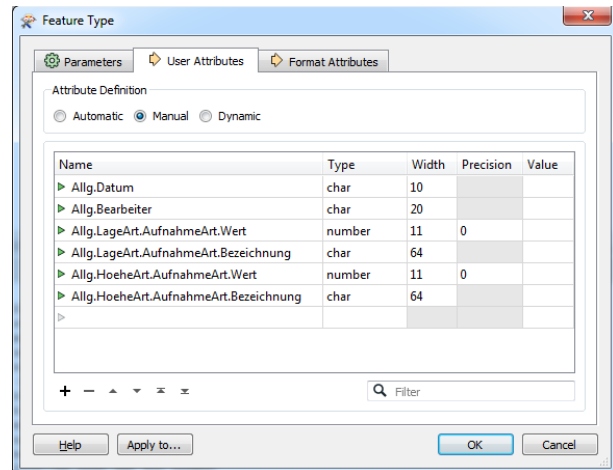 Feature Type
Parameters User Attributes Format Attributes
Attribute Definition
Automatic Manual Dynamic
Name Type Width Precision Value
Allg.Datum char 10
Allg.Bearbeiter char 20
Allg.LageArt.AufnahmeArt.Wert number 11 0
Allg.LageArt.AufnahmeArt.Bezeichnung char 64
Allg.HoeheArt.AufnahmeArt.Wert number 11 0
Allg.HoeheArt.AufnahmeArt.Bezeichnung char 64
Filter
Help Apply to... OK Cancel